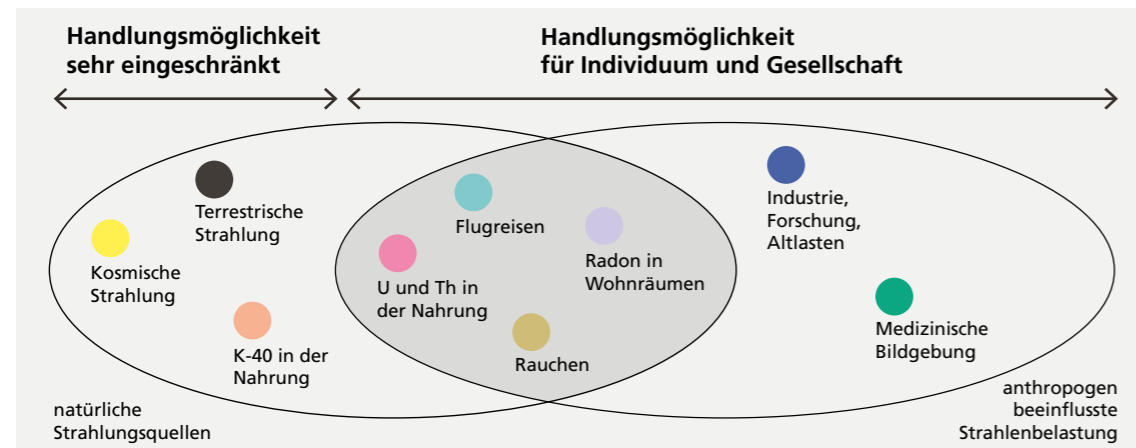 Handlungsmöglichkeit
sehr eingeschränkt
Handlungsmöglichkeit
für Individuum und Gesellschaft
Terrestrische
Strahlung
Kosmische
Strahlung
K-40 in der
Nahrung
Flugreisen
U und Th in
der Nahrung
Radon in
Wohnräumen
Rauchen
Industrie,
Forschung,
Altlasten
Medizinische
Bildgebung
natürliche
Strahlungsquellen
anthropogen
beeinflusste
Strahlenbelastung